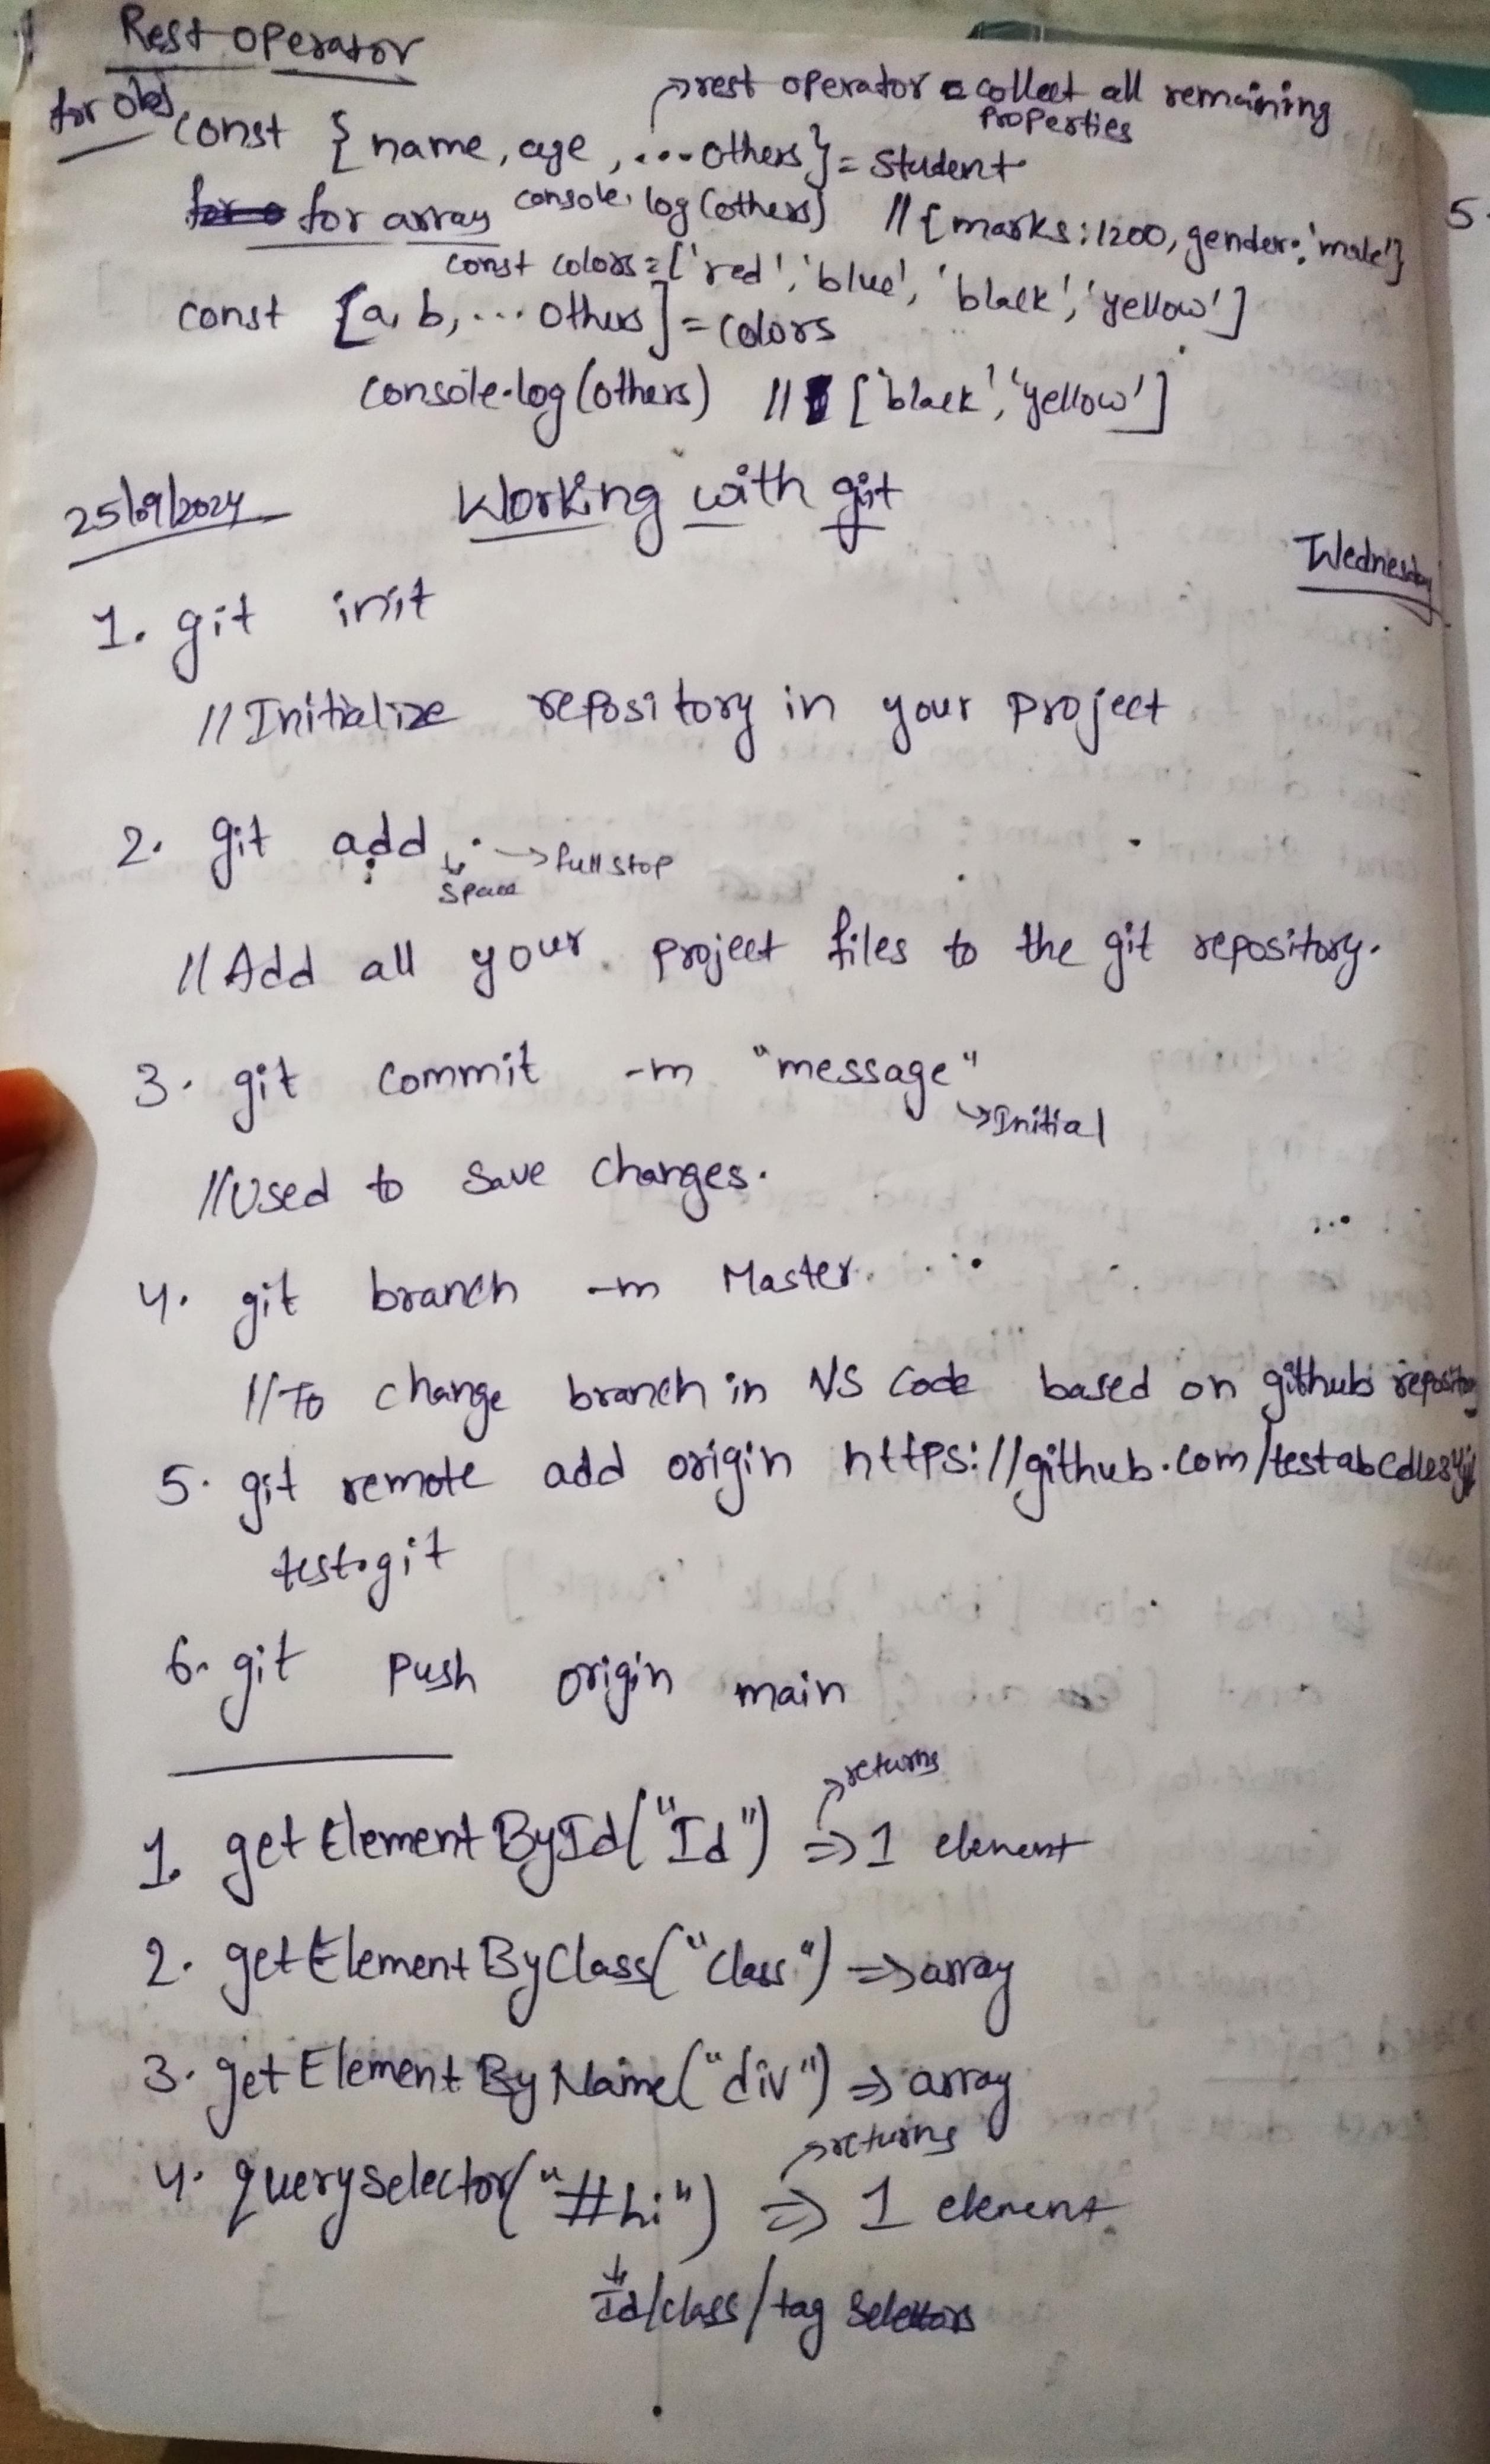 Rest operator
for obj
→ rest operator = collect all remaining
properties
const { name, age, ...others} = student
console.log(others) // {marks:1200, gender:'male'}
for array
const colors = ['red', 'blue', 'black', 'yellow']
const [a, b, ... others] = colors
console.log(others) // ['black', 'yellow']
25/09/2024 Working with git
Wednesday
1. git init
// Initialize repository in your project
2. git add . → full stop
space
// Add all your project files to the git repository.
3. git commit -m "message"
→ Initial
// Used to save changes.
4. git branch -m Master
// To change branch in VS Code based on github repository
5. git remote add origin https://github.com/
test.git
6. git push origin main
→ returns
1. getElementById("Id") => 1 element
2. getElementByClass("class") => array
3. getElementByName("div") => array
→ returns
4. queryselector("#hi") => 1 element
Id/class/tag selectors
5.